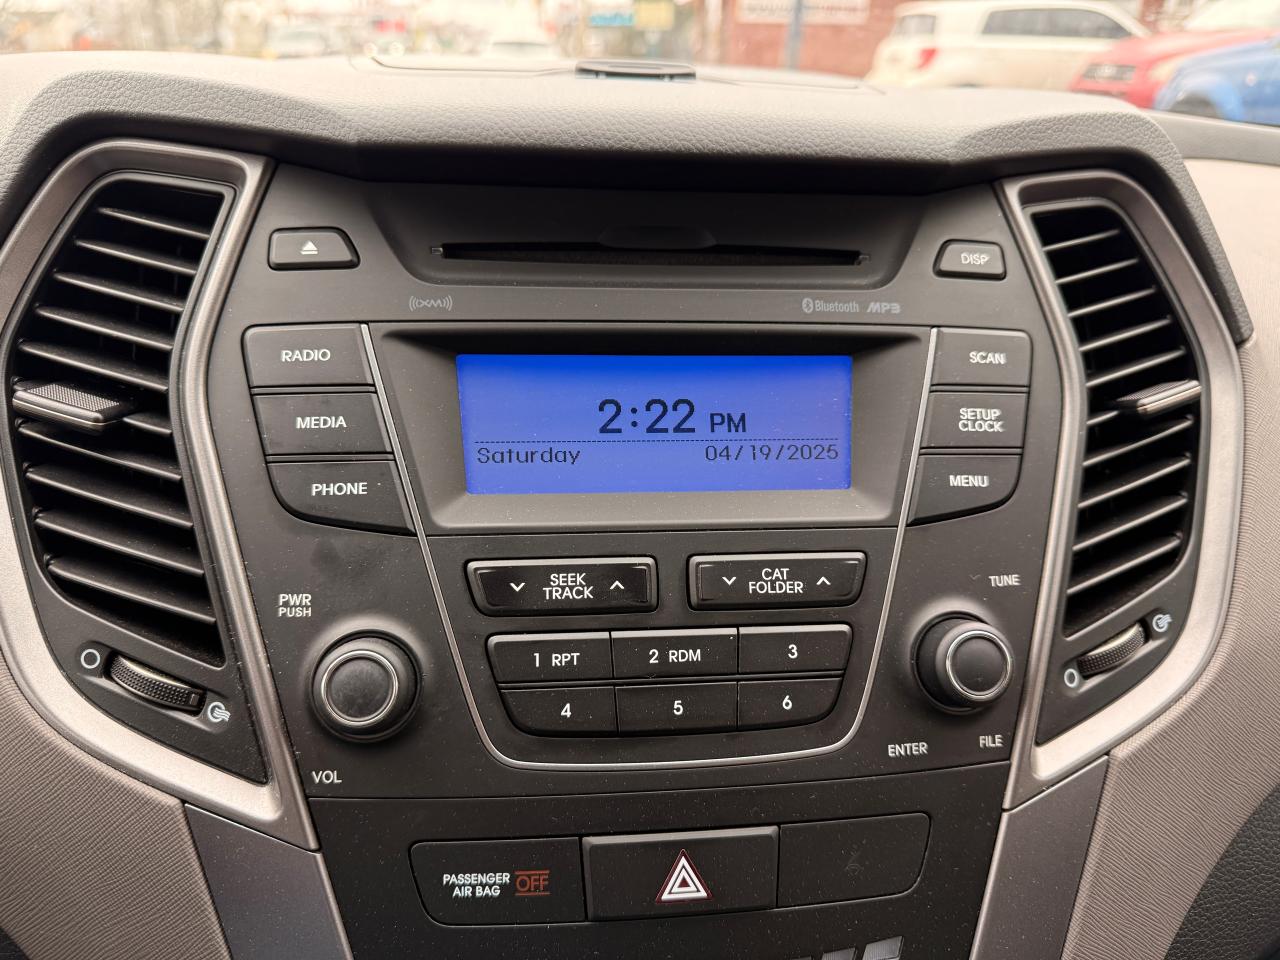 DISP
((XM))
Bluetooth MP3
RADIO
SCAN
MEDIA
SETUP
CLOCK
PHONE
MENU
2:22 PM
Saturday 04/19/2025
SEEK
TRACK
CAT
FOLDER
TUNE
PWR
PUSH
1 RPT
2 RDM
3
4
5
6
VOL
ENTER
FILE
PASSENGER
AIR BAG OFF